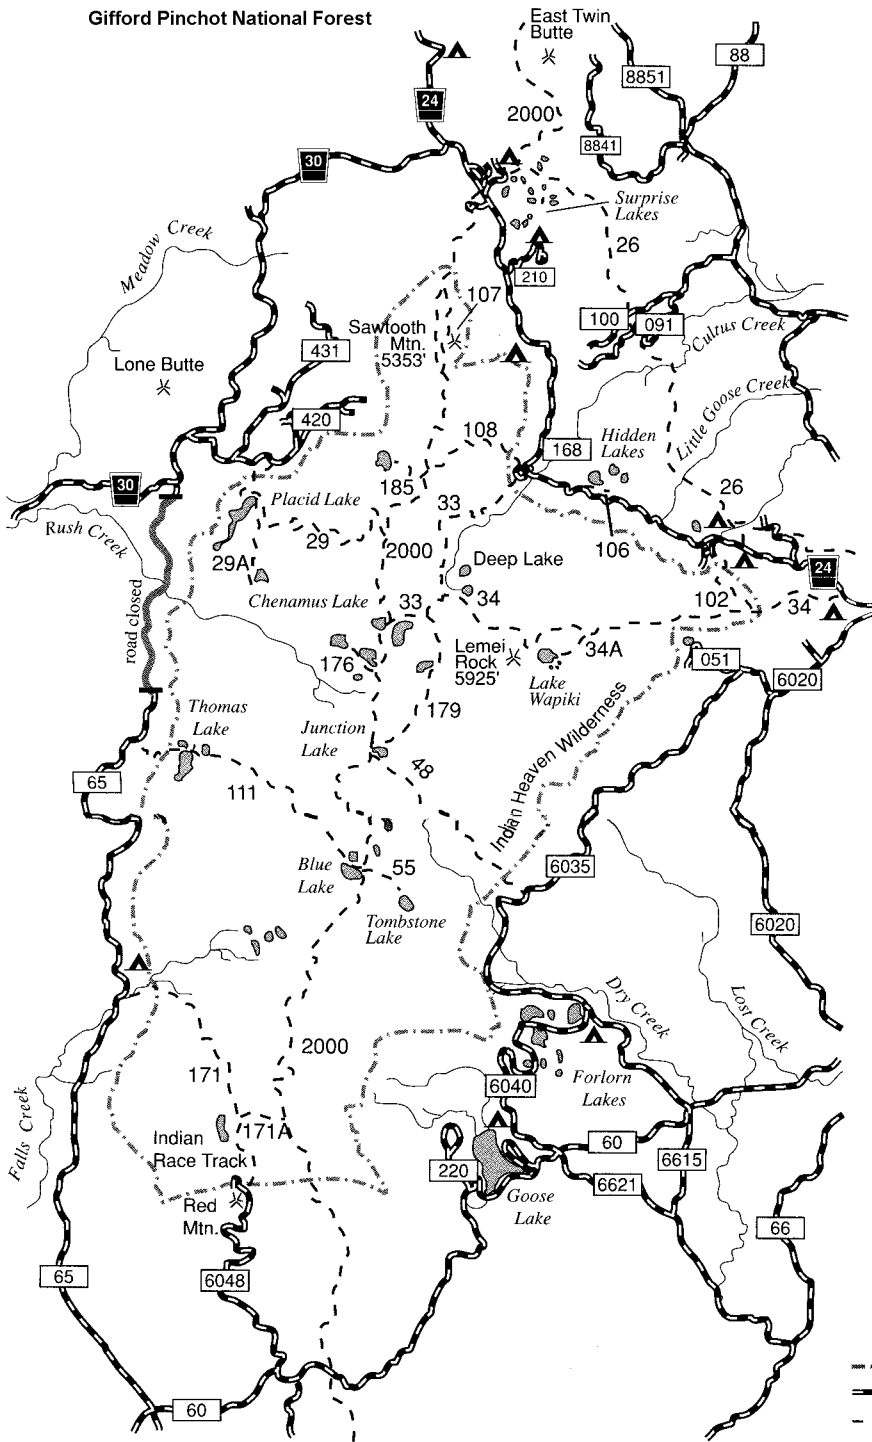 Gifford Pinchot National Forest
East Twin
Butte
88
8851
24
2000
8841
30
Surprise
Lakes
Meadow Creek
26
210
107
100
091
Sawtooth
Mtn.
5353'
Cultus Creek
431
Lone Butte
Little Goose Creek
420
108
168
Hidden
Lakes
30
185
Placid Lake
33
26
Rush Creek
29
2000
106
29A
Deep Lake
24
Chenamus Lake
33
34
102
34
road closed
176
Lemei
Rock
5925'
34A
051
Lake
Wapiki
6020
Thomas
Lake
179
Junction
Lake
Indian Heaven Wilderness
48
65
111
Blue
Lake
55
6035
Tombstone
Lake
6020
Dry Creek
Lost Creek
2000
171
6040
Forlorn
Lakes
Falls Creek
171A
Indian
Race Track
60
6615
220
6621
Goose
Lake
Red
Mtn.
66
65
6048
60